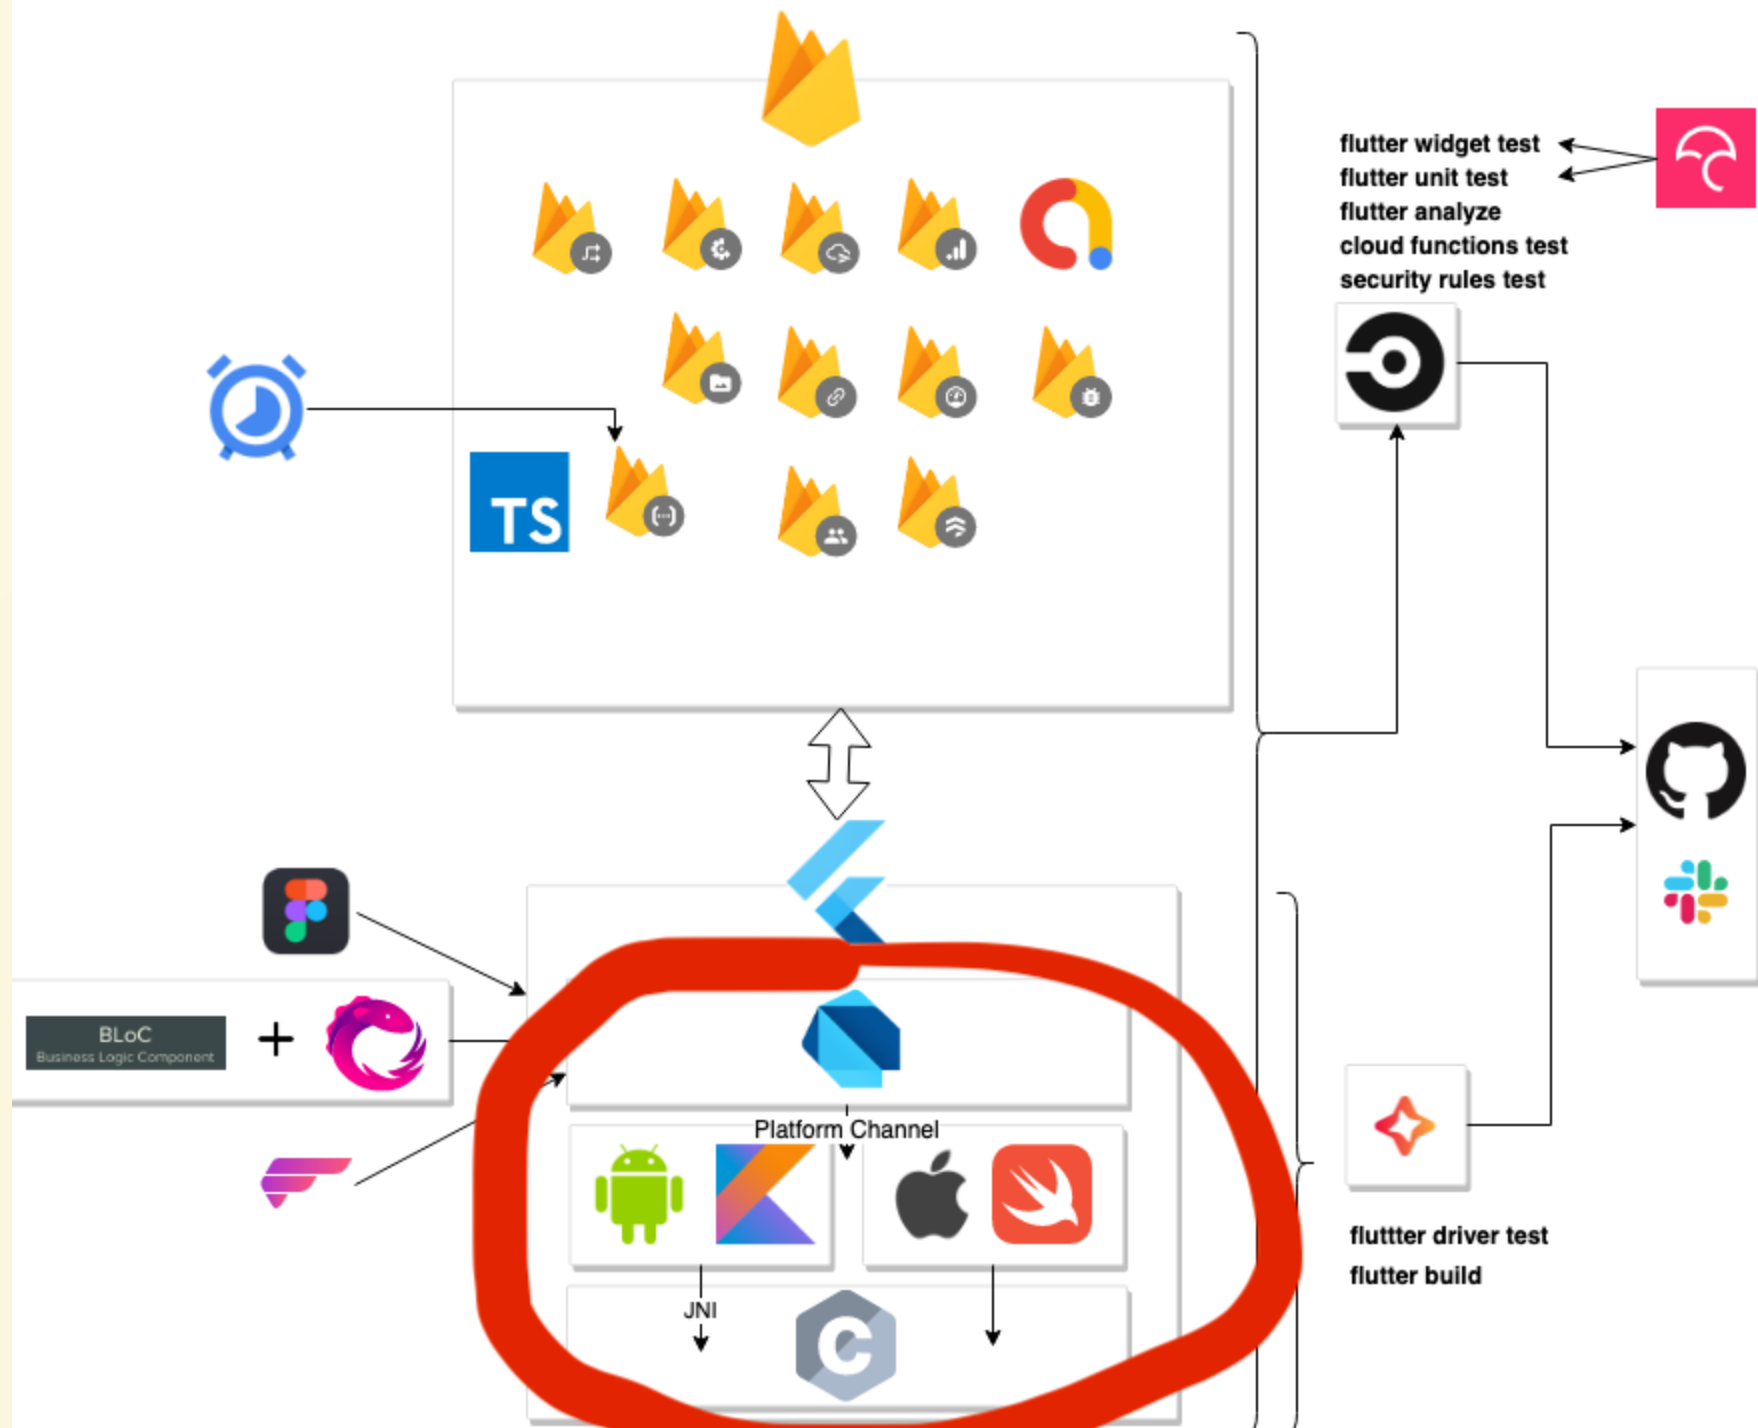 flutter widget test
flutter unit test
flutter analyze
cloud functions test
security rules test
TS
BLoC
Business Logic Component
+
Platform Channel
JNI
C
fluttter driver test
flutter build